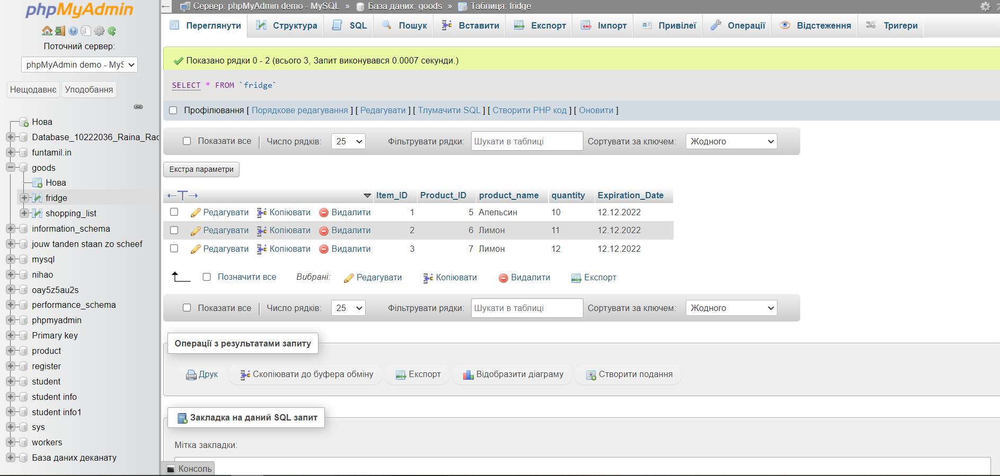 phpMyAdmin
Поточний сервер:
phpMyAdmin demo - MyS
Нещодавнє
Уподобання
Нова
Database_10222036_Raina_Rac
funtamil.in
goods
Нова
fridge
shopping_list
information_schema
jouw tanden staan zo scheef
mysql
nihao
oay5z5au2s
performance_schema
phpmyadmin
Primary key
product
register
student
student info
student info1
sys
workers
База даних деканату
Сервер: phpMyAdmin demo - MySQL » База даних: goods » Таблиця: fridge
Переглянути Структура SQL Пошук Вставити Експорт Імпорт Привілеї Операції Відстеження Тригери
Показано рядки 0 - 2 (всього 3, Запит виконувався 0.0007 секунди.)
SELECT * FROM `fridge`
Профілювання [ Порядкове редагування ] [ Редагувати ] [ Тлумачити SQL ] [ Створити PHP код ] [ Оновити ]
Показати все | Число рядків: 25 Фільтрувати рядки: Шукати в таблиці Сортувати за ключем: Жодного
Екстра параметри
←T→ Item_ID Product_ID product_name quantity Expiration_Date
Редагувати Копіювати Видалити 1 5 Апельсин 10 12.12.2022
Редагувати Копіювати Видалити 2 6 Лимон 11 12.12.2022
Редагувати Копіювати Видалити 3 7 Лимон 12 12.12.2022
Позначити все Вибрані: Редагувати Копіювати Видалити Експорт
Показати все | Число рядків: 25 Фільтрувати рядки: Шукати в таблиці Сортувати за ключем: Жодного
Операції з результатами запиту
Друк Скопіювати до буфера обміну Експорт Відобразити діаграму Створити подання
Закладка на даний SQL запит
Мітка закладки:
Консоль